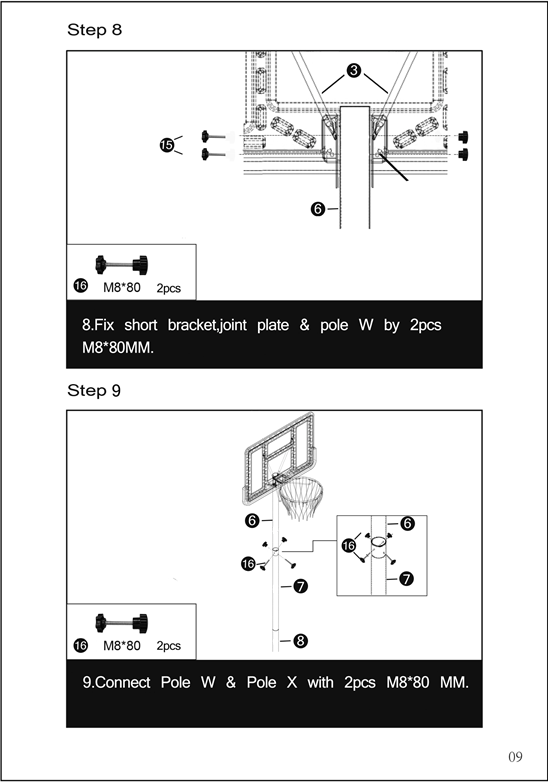 Step 8
3
15
6
16 M8*80 2pcs
8.Fix short bracket,joint plate & pole W by 2pcs
M8*80MM.
Step 9
6
6
16
16
7
7
8
16 M8*80 2pcs
9.Connect Pole W & Pole X with 2pcs M8*80 MM.
09